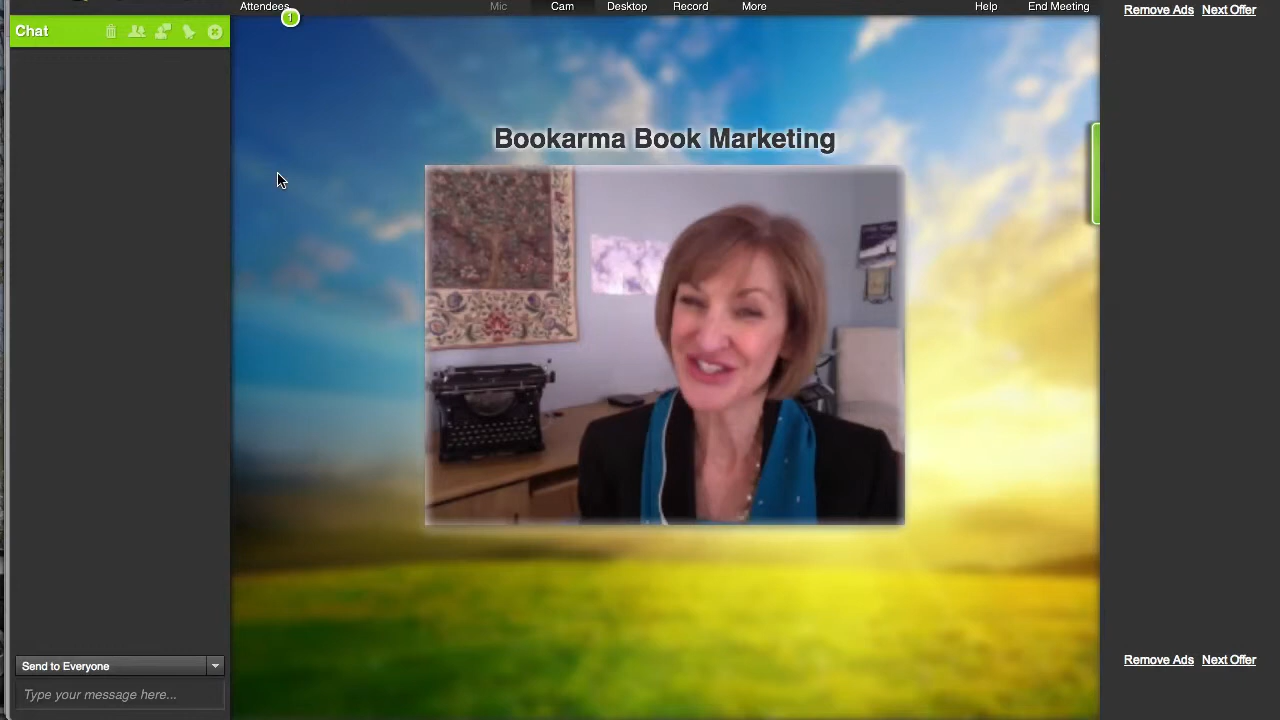 Attendees
1
Mic
Cam
Desktop
Record
More
Help
End Meeting
Remove Ads
Next Offer
Chat
Bookarma Book Marketing
Send to Everyone
Type your message here...
Remove Ads
Next Offer